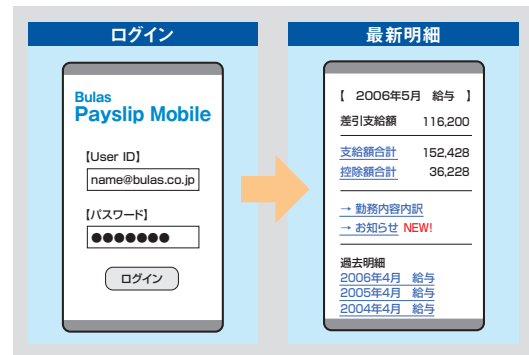 ログイン
Bulas
Payslip Mobile
【User ID】
name@bulas.co.jp
【パスワード】
●●●●●●●
ログイン
最新明細
【 2006年5月 給与 】
差引支給額 116,200
支給額合計 152,428
控除額合計 36,228
→ 勤務内容内訳
→ お知らせ NEW!
過去明細
2006年4月 給与
2005年4月 給与
2004年4月 給与